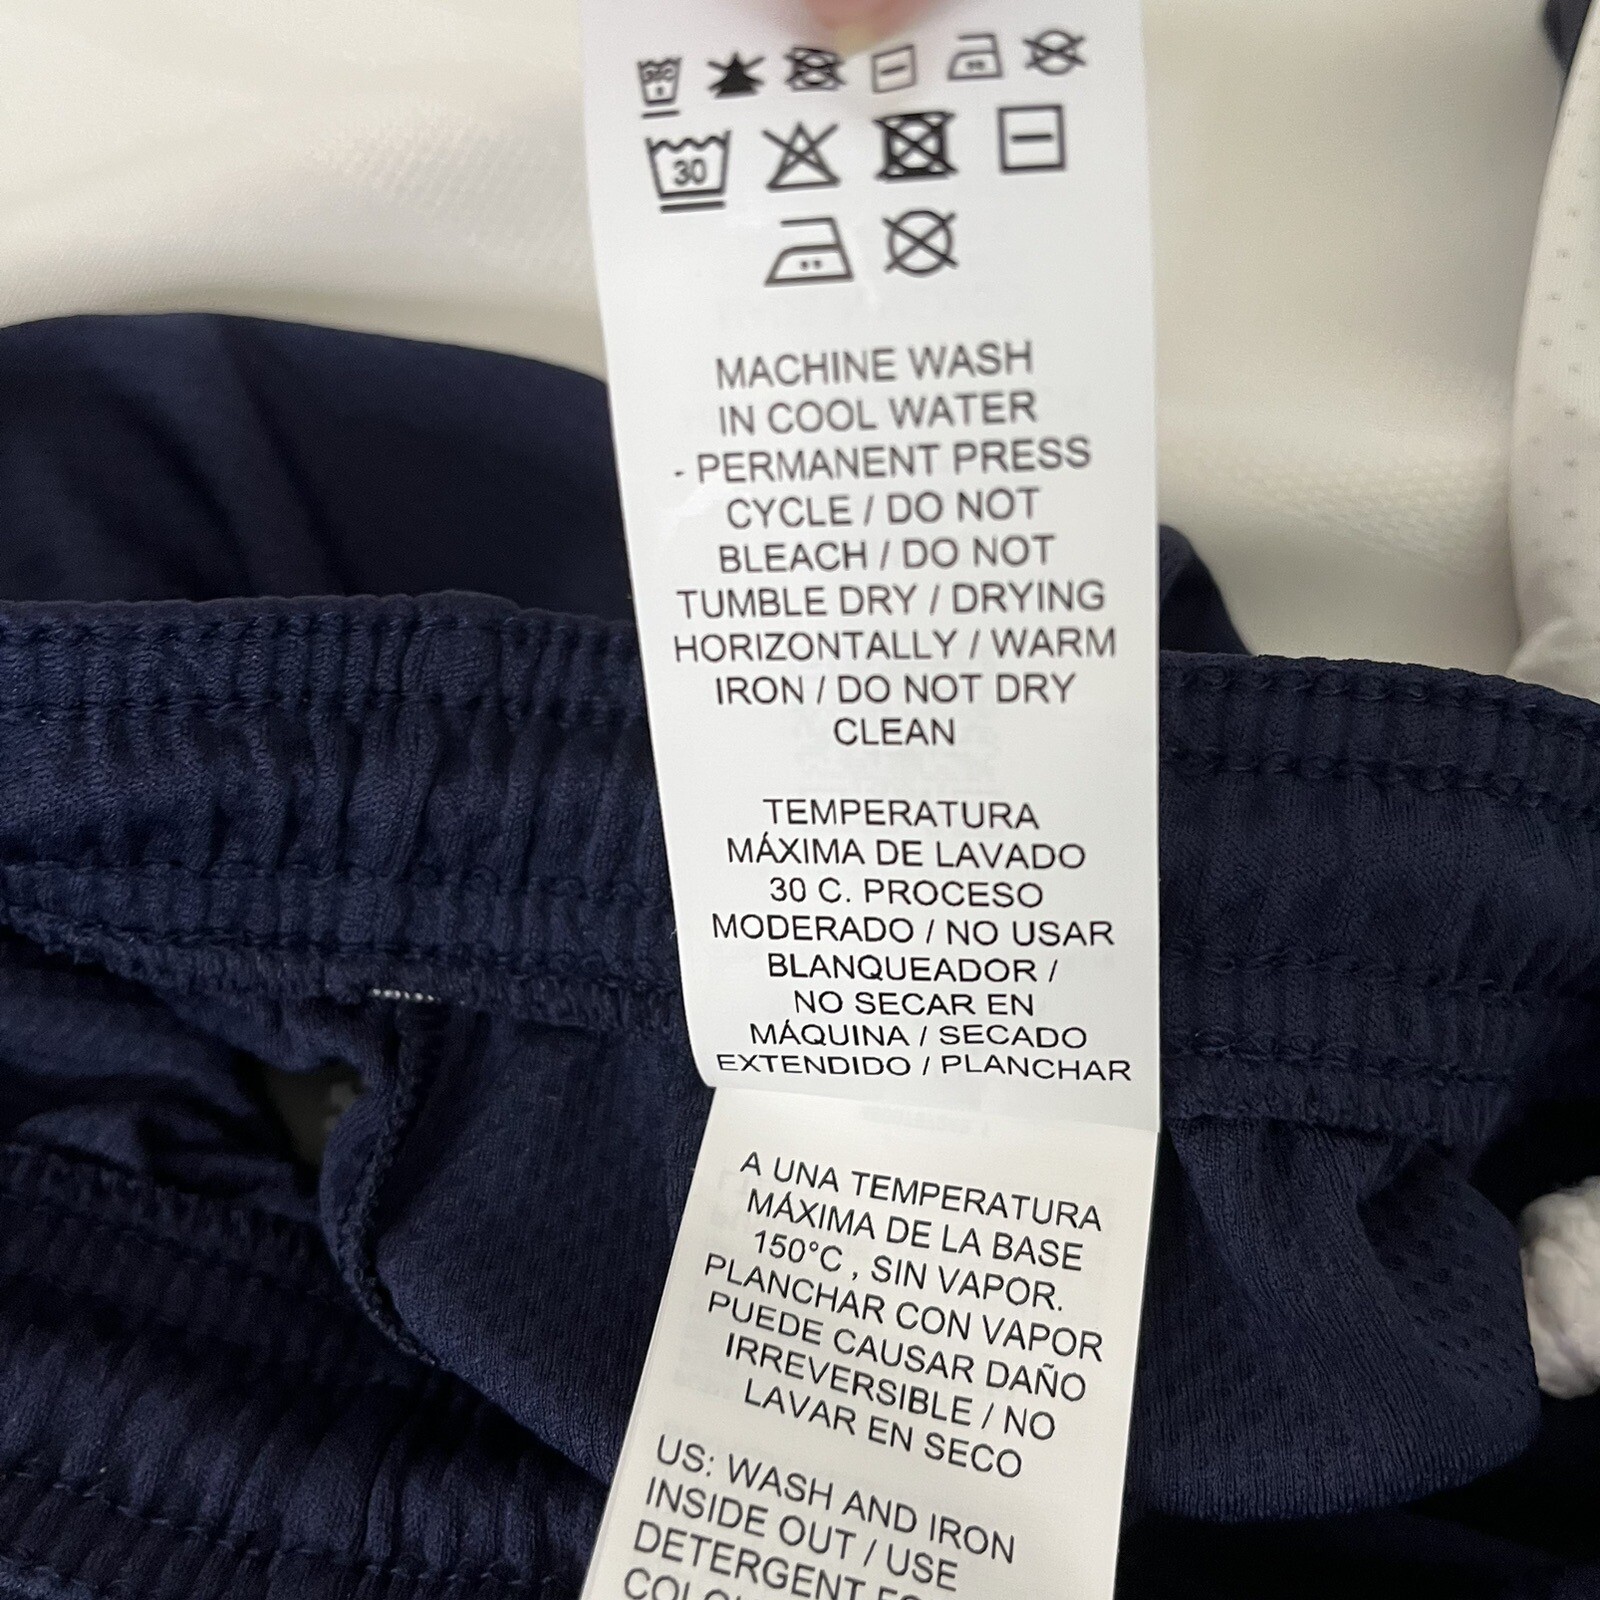 30
MACHINE WASH
IN COOL WATER
- PERMANENT PRESS
CYCLE / DO NOT
BLEACH / DO NOT
TUMBLE DRY / DRYING
HORIZONTALLY / WARM
IRON / DO NOT DRY
CLEAN
TEMPERATURA
MÁXIMA DE LAVADO
30 C. PROCESO
MODERADO / NO USAR
BLANQUEADOR /
NO SECAR EN
MÁQUINA / SECADO
EXTENDIDO / PLANCHAR
A UNA TEMPERATURA
MÁXIMA DE LA BASE
150°C , SIN VAPOR.
PLANCHAR CON VAPOR
PUEDE CAUSAR DAÑO
IRREVERSIBLE / NO
LAVAR EN SECO
US: WASH AND IRON
INSIDE OUT / USE
DETERGENT